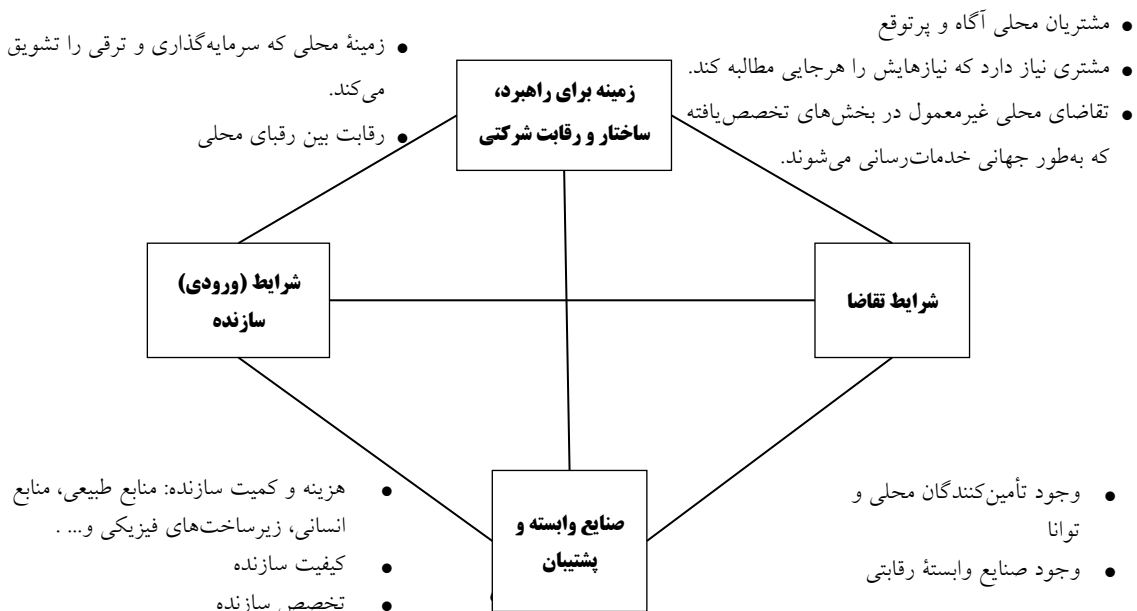 ● مشتریان محلی آگاه و پرتوقع
● مشتری نیاز دارد که نیازهایش را هرجایی مطالبه کند.
● تقاضای محلی غیرمعمول در بخش‌های تخصص‌یافته
که به‌طور جهانی خدمات‌رسانی می‌شوند.
● زمینهٔ محلی که سرمایه‌گذاری و ترقی را تشویق
می‌کند.
● رقابت بین رقبای محلی
زمینه برای راهبرد،
ساختار و رقابت شرکتی
شرایط تقاضا
شرایط (ورودی)
سازنده
● وجود تأمین‌کنندگان محلی و
توانا
● وجود صنایع وابستهٔ رقابتی
صنایع وابسته و
پشتیبان
● هزینه و کمیت سازنده: منابع طبیعی، منابع
انسانی، زیرساخت‌های فیزیکی و... .
● کیفیت سازنده
● تخصص سازنده